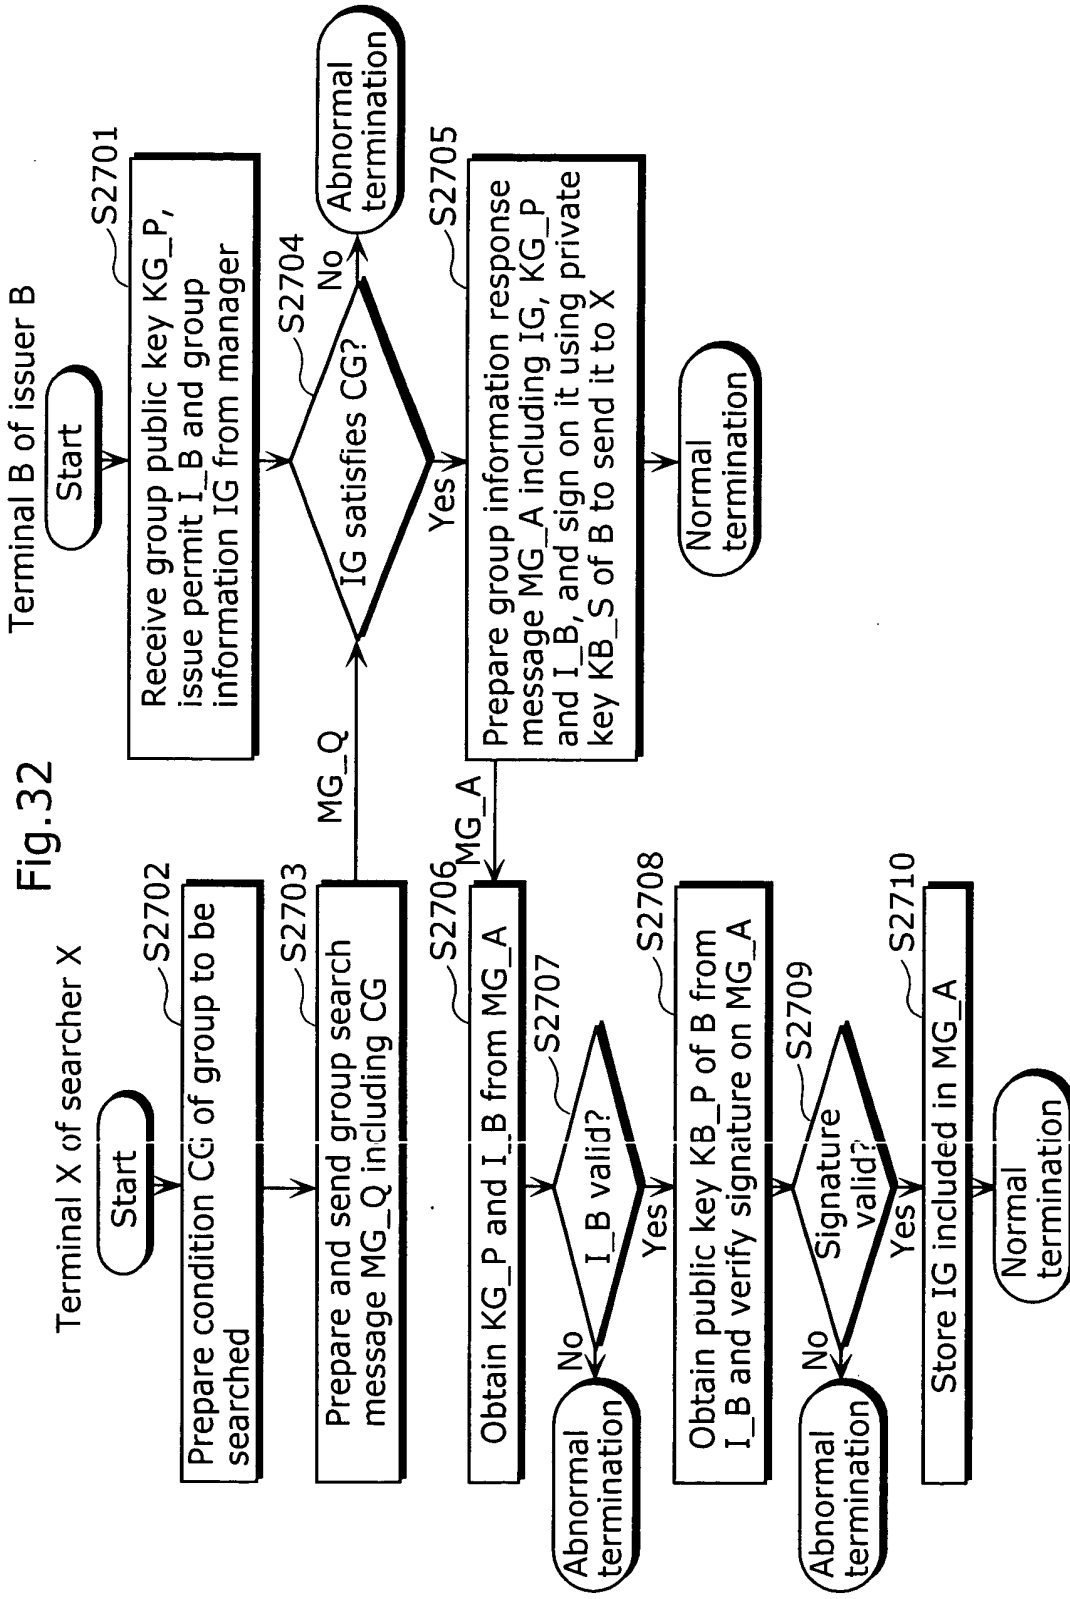 Fig.32
Terminal X of searcher X
Start
S2702
Prepare condition CG of group to be
searched
S2703
Prepare and send group search
message MG_Q including CG
MG_Q
S2706
Obtain KG_P and I_B from MG_A
S2707
I_B valid?
No
Abnormal
termination
Yes
S2708
Obtain public key KB_P of B from
I_B and verify signature on MG_A
S2709
Signature
valid?
No
Abnormal
termination
Yes
S2710
Store IG included in MG_A
Normal
termination
Terminal B of issuer B
Start
S2701
Receive group public key KG_P,
issue permit I_B and group
information IG from manager
S2704
IG satisfies CG?
No
Abnormal
termination
Yes
S2705
Prepare group information response
message MG_A including IG, KG_P
and I_B, and sign on it using private
key KB_S of B to send it to X
MG_A
Normal
termination